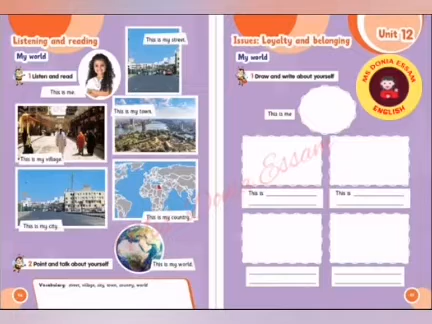 Listening and reading
My world
1 Listen and read
This is me.
This is my street.
This is my town.
This is my village.
This is my city.
This is my country.
This is my world.
2 Point and talk about yourself
Vocabulary: street, village, city, town, country, world
Issues: Loyalty and belonging
Unit 12
My world
1 Draw and write about yourself
MS DONIA ESSAM
ENGLISH
This is me
This is
This is
Donia Essam